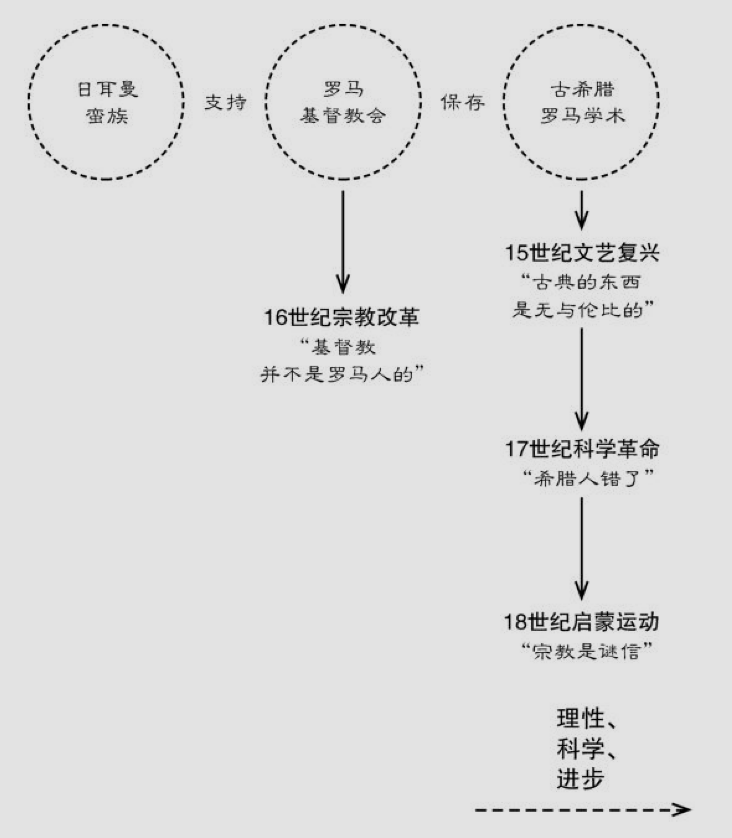 日耳曼
蛮族
支持
罗马
基督教会
保存
古希腊
罗马学术
15世纪文艺复兴
“古典的东西
是无与伦比的”
16世纪宗教改革
“基督教
并不是罗马人的”
17世纪科学革命
“希腊人错了”
18世纪启蒙运动
“宗教是谜信”
理性、
科学、
进步